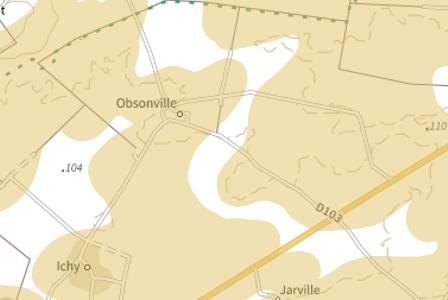 t
Obsonville
.110
.104
D103
Ichy
Jarville